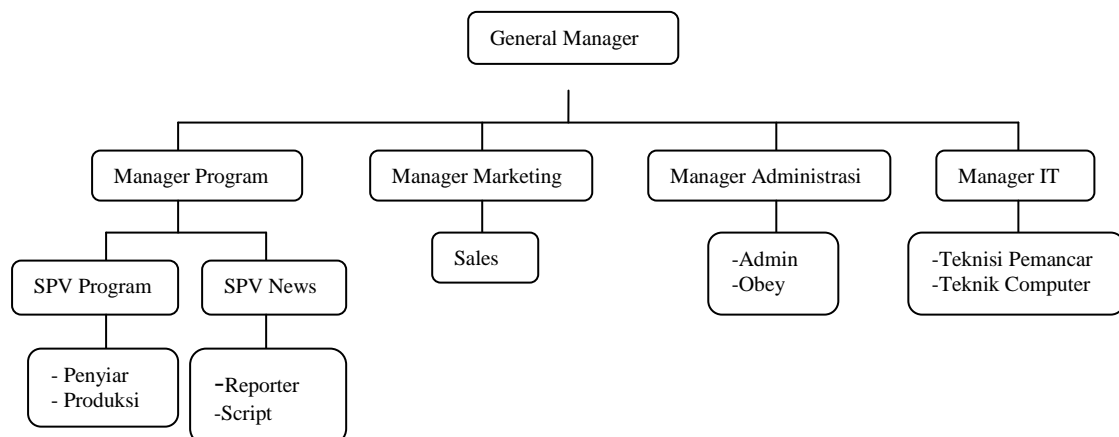 General Manager
Manager Program
Manager Marketing
Manager Administrasi
Manager IT
SPV Program
SPV News
Sales
-Admin
-Obey
-Teknisi Pemancar
-Teknik Computer
- Penyiar
- Produksi
-Reporter
-Script